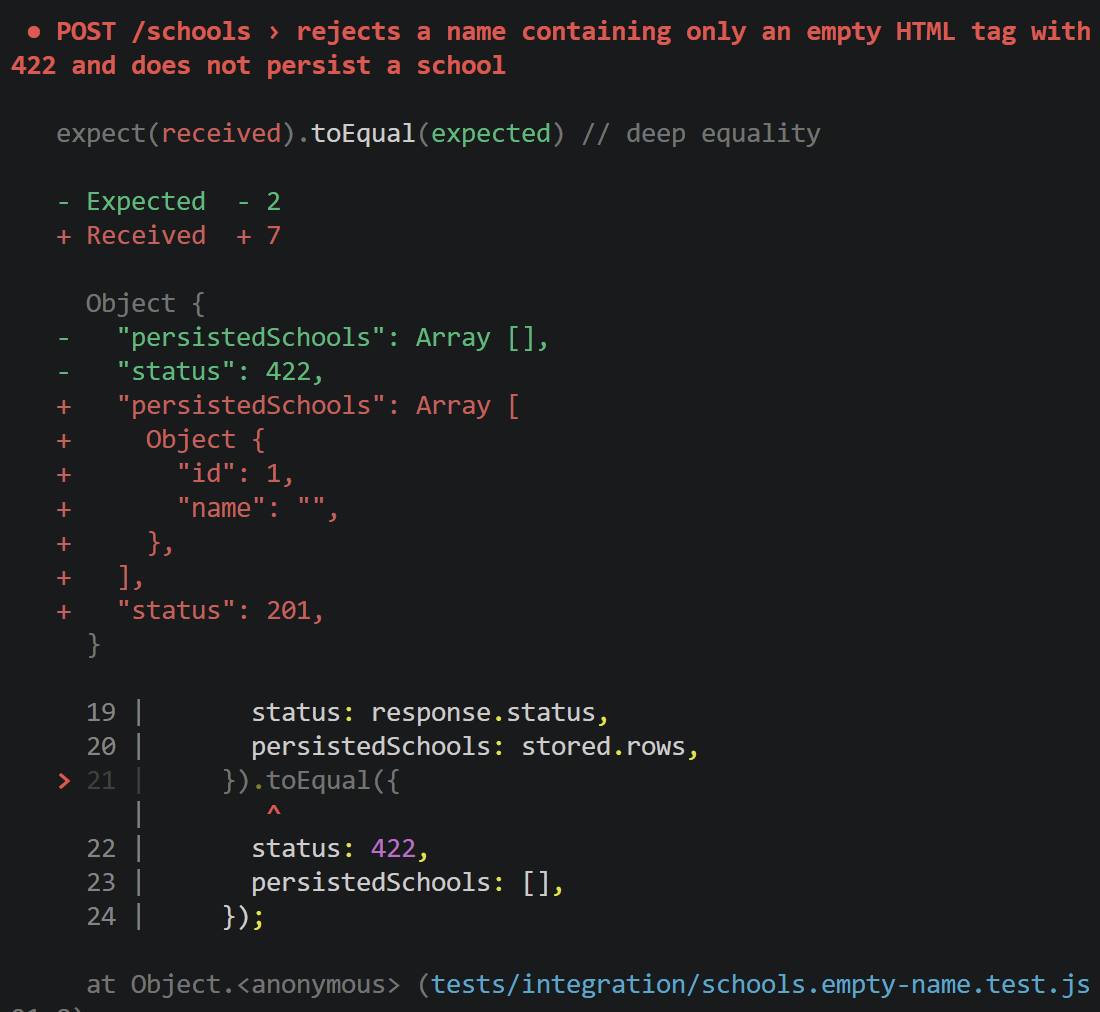 ● POST /schools › rejects a name containing only an empty HTML tag with
422 and does not persist a school
expect(received).toEqual(expected) // deep equality
- Expected  - 2
+ Received  + 7
  Object {
-   "persistedSchools": Array [],
-   "status": 422,
+   "persistedSchools": Array [
+     Object {
+       "id": 1,
+       "name": "",
+     },
+   ],
+   "status": 201,
  }
  19 |       status: response.status,
  20 |       persistedSchools: stored.rows,
> 21 |     }).toEqual({
     |        ^
  22 |       status: 422,
  23 |       persistedSchools: [],
  24 |     });
at Object.<anonymous> (tests/integration/schools.empty-name.test.js